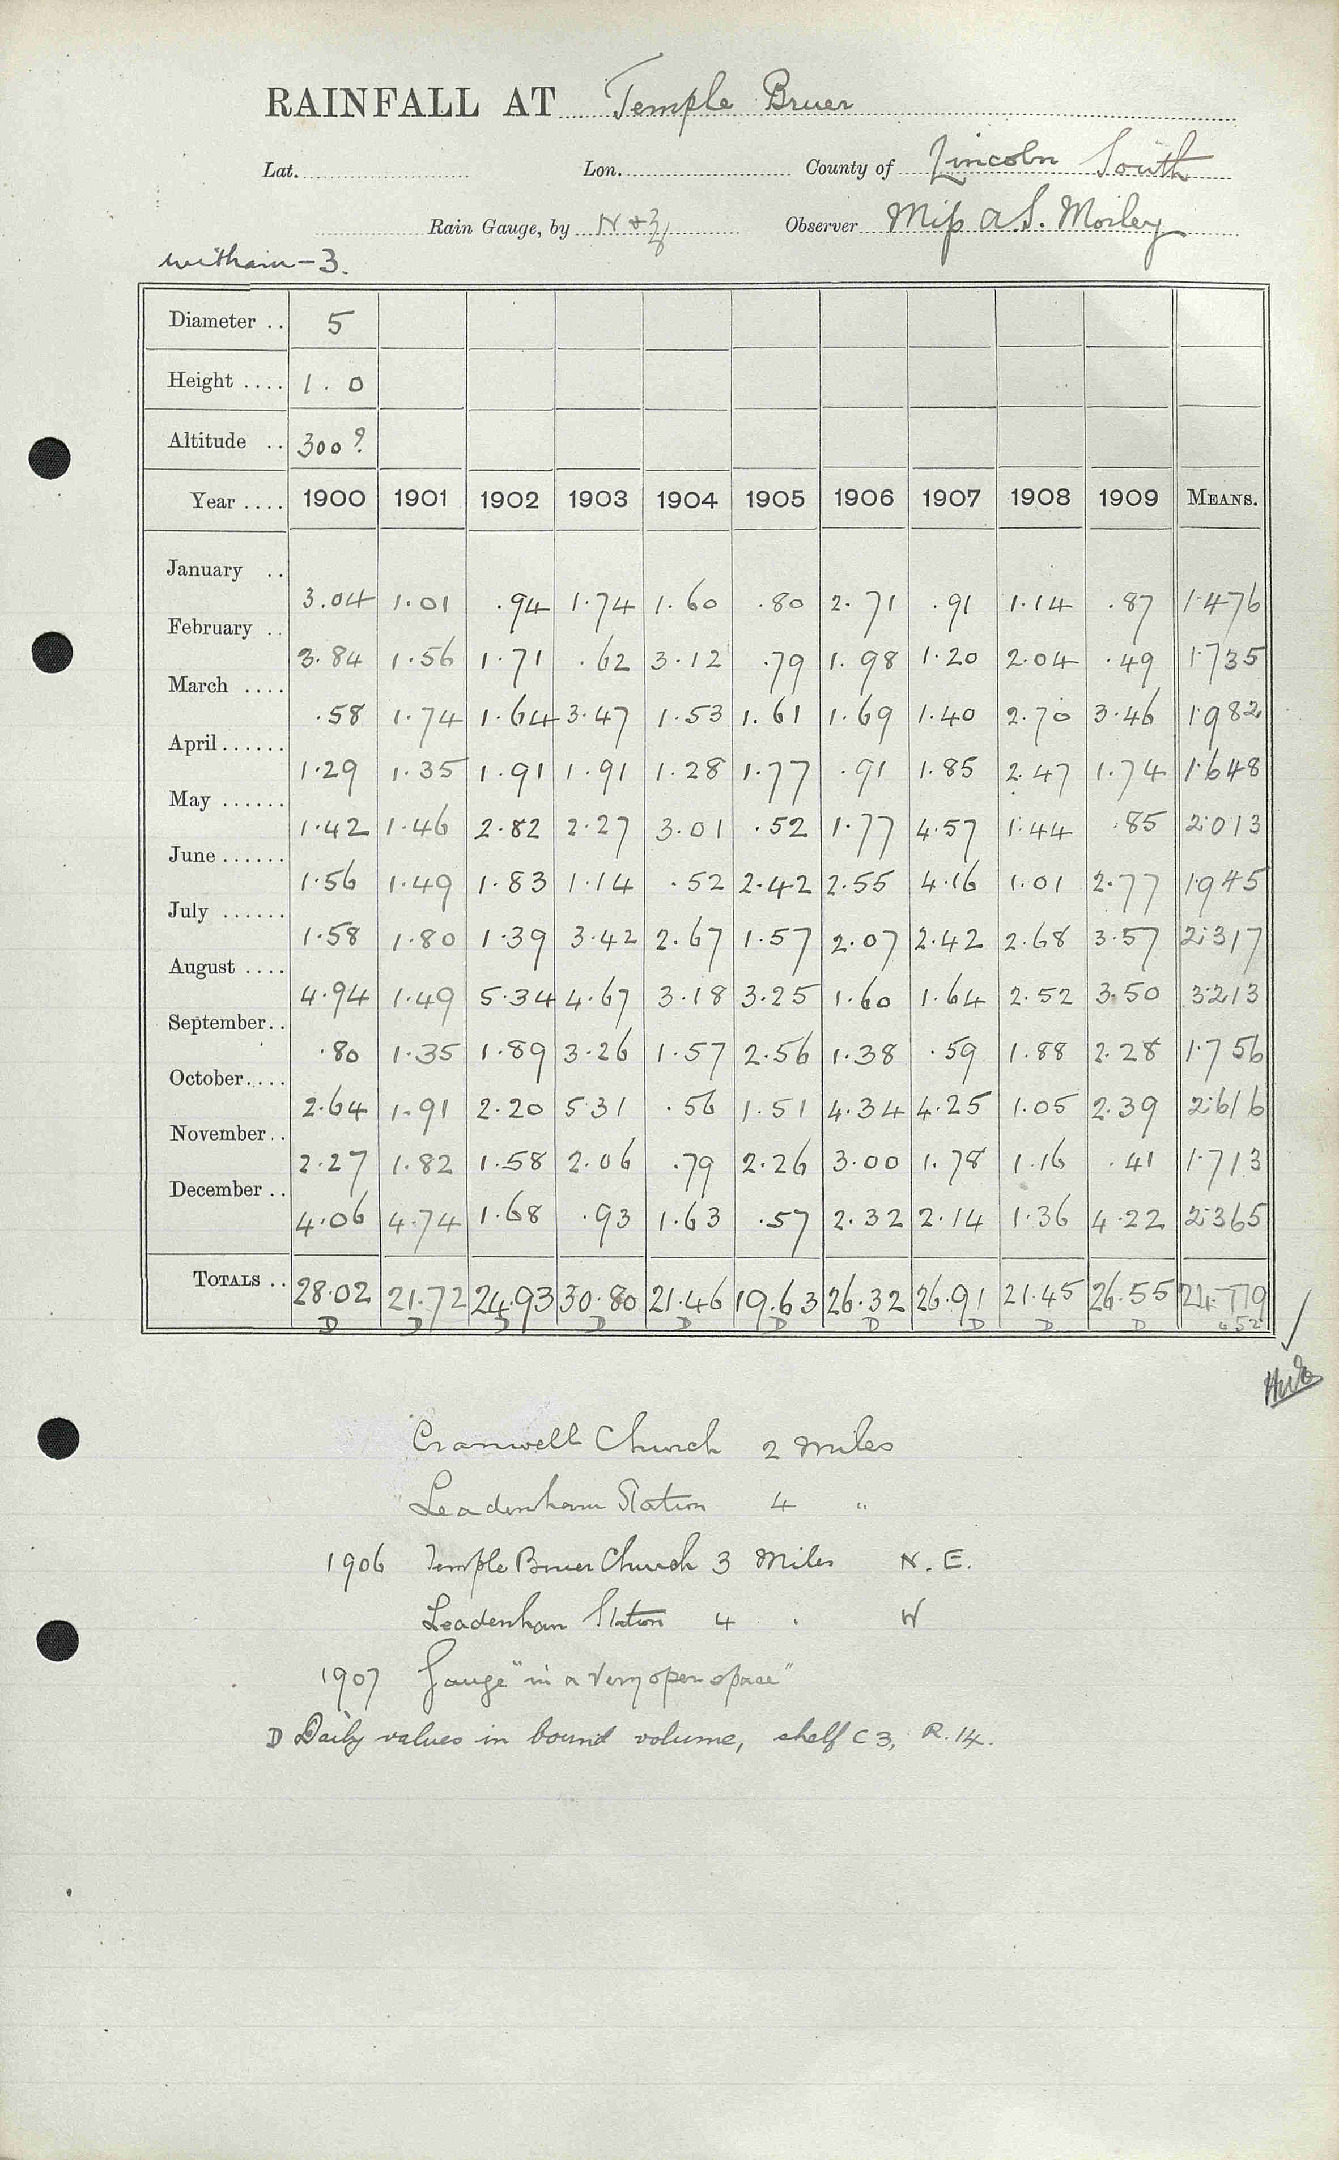 RAINFALL AT Temple Bruer
Lat. Lon. County of Lincoln South
Rain Gauge, by N & Z Observer Miss A.S. Morley
Witham - 3.
Diameter .. 5
Height .... 1.0
Altitude .. 300?
Year .... 1900 1901 1902 1903 1904 1905 1906 1907 1908 1909 MEANS.
January .. 3.04 1.01 .94 1.74 1.60 .80 2.71 .91 1.14 .87 1.476
February .. 3.84 1.56 1.71 .62 3.12 .79 1.98 1.20 2.04 .49 1.735
March .... .58 1.74 1.64 3.47 1.53 1.61 1.69 1.40 2.70 3.46 1.982
April ...... 1.29 1.35 1.91 1.91 1.28 1.77 .91 1.85 2.47 1.74 1.648
May ...... 1.42 1.46 2.82 2.27 3.01 .52 1.77 4.57 1.44 .85 2.013
June ...... 1.56 1.49 1.83 1.14 .52 2.42 2.55 4.16 1.01 2.77 1.945
July ...... 1.58 1.80 1.39 3.42 2.67 1.57 2.07 2.42 2.68 3.57 2.317
August .... 4.94 1.49 5.34 4.67 3.18 3.25 1.60 1.64 2.52 3.50 3.213
September.. .80 1.35 1.89 3.26 1.57 2.56 1.38 .59 1.88 2.28 1.756
October.... 2.64 1.91 2.20 5.31 .56 1.51 4.34 4.25 1.05 2.39 2.616
November.. 2.27 1.82 1.58 2.06 .79 2.26 3.00 1.78 1.16 .41 1.713
December .. 4.06 4.74 1.68 .93 1.63 .57 2.32 2.14 1.36 4.22 2.365
TOTALS .. 28.02 21.72 24.93 30.80 21.46 19.63 26.32 26.91 21.45 26.55 24.779
D D D D D D D D D D
Cranwell Church 2 miles
Leadenham Station 4 "
1906 Temple Bruer Church 3 Miles N. E.
Leadenham Station 4 . W
1907 Gauge "in a very open space"
D Daily values in bound volume, shelf C 3, R. 14.